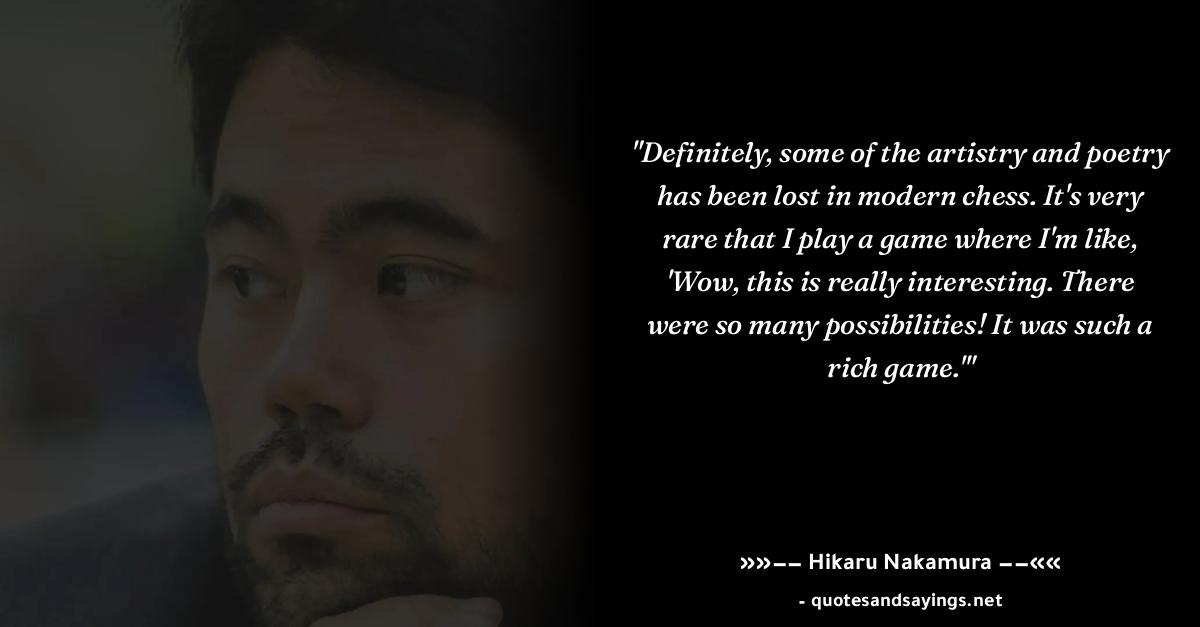 "Definitely, some of the artistry and poetry
has been lost in modern chess. It's very
rare that I play a game where I'm like,
'Wow, this is really interesting. There
were so many possibilities! It was such a
rich game.'"
»»–– Hikaru Nakamura ––««
- quotesandsayings.net